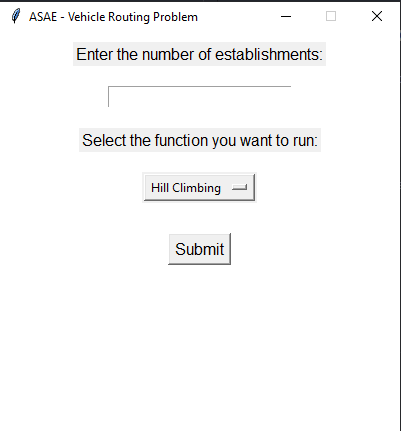 ASAE - Vehicle Routing Problem
Enter the number of establishments:
Select the function you want to run:
Hill Climbing
Submit